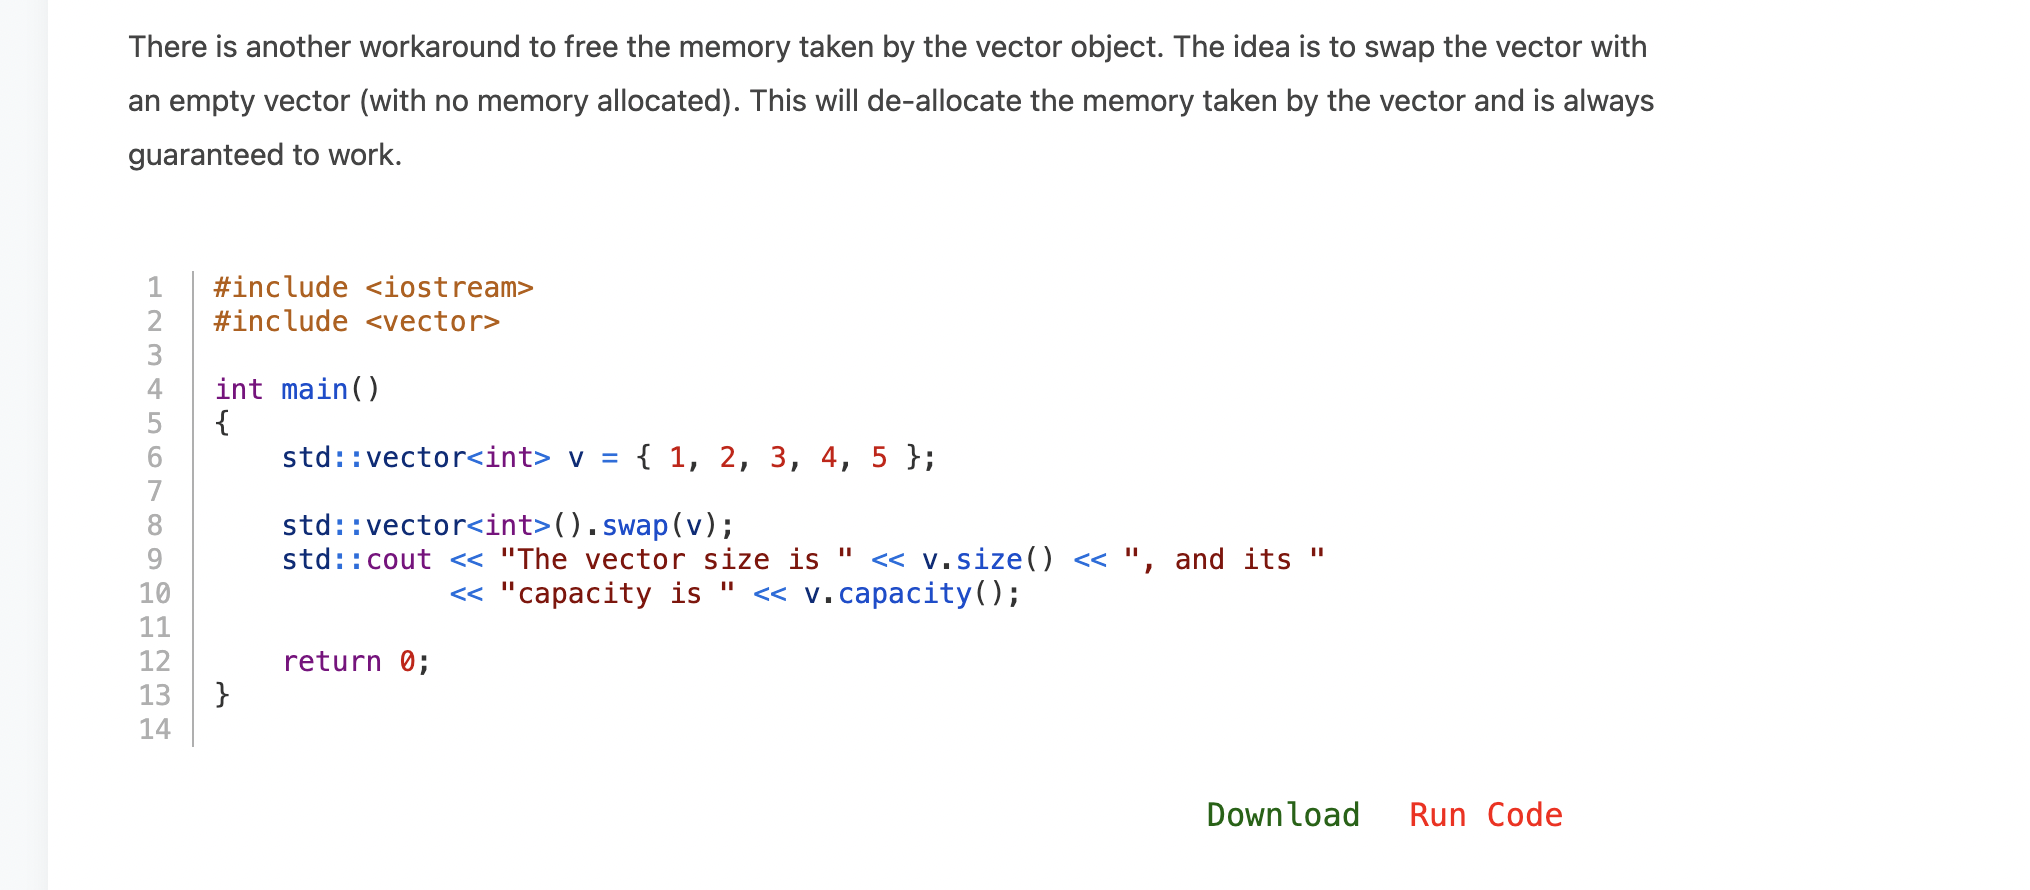 There is another workaround to free the memory taken by the vector object. The idea is to swap the vector with
an empty vector (with no memory allocated). This will de-allocate the memory taken by the vector and is always
guaranteed to work.
1 #include <iostream>
2 #include <vector>
3
4 int main()
5 {
6     std::vector<int> v = { 1, 2, 3, 4, 5 };
7
8     std::vector<int>().swap(v);
9     std::cout << "The vector size is " << v.size() << ", and its "
10               << "capacity is " << v.capacity();
11
12     return 0;
13 }
14
Download Run Code